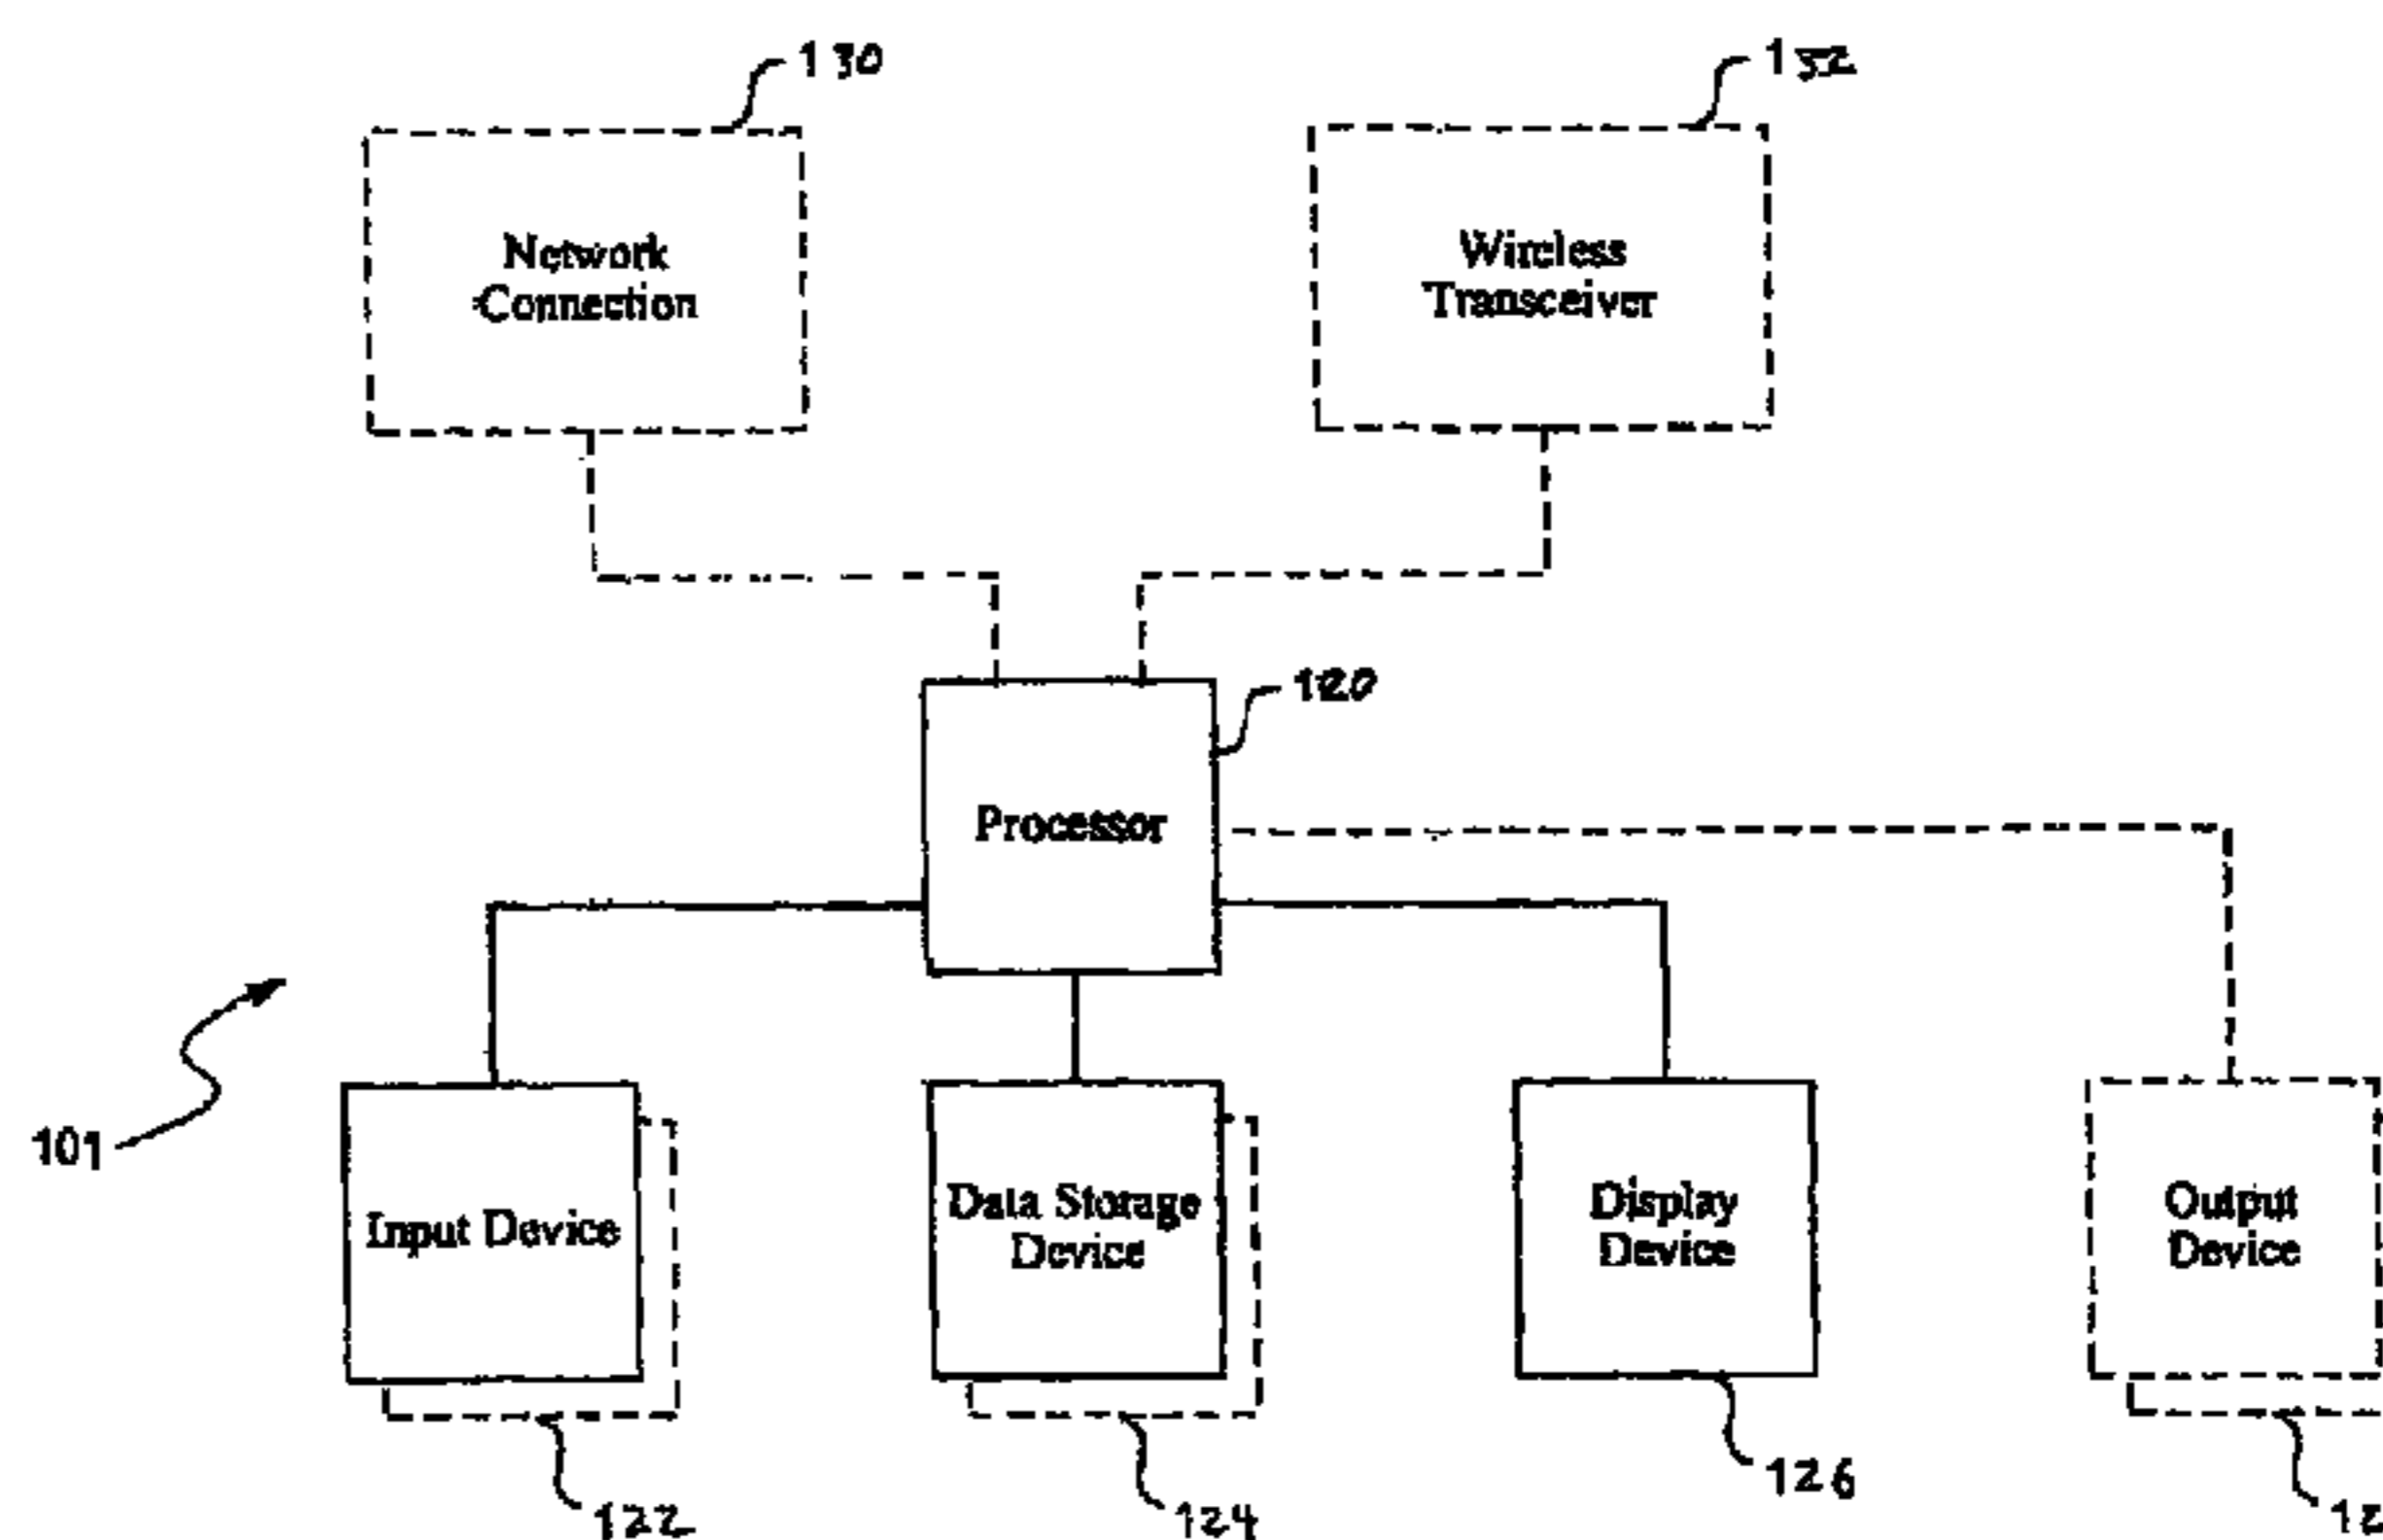 130
132
Network
Connection
Wireless
Transceiver
120
Processor
101
Input Device
Data Storage
Device
Display
Device
Output
Device
122
124
126